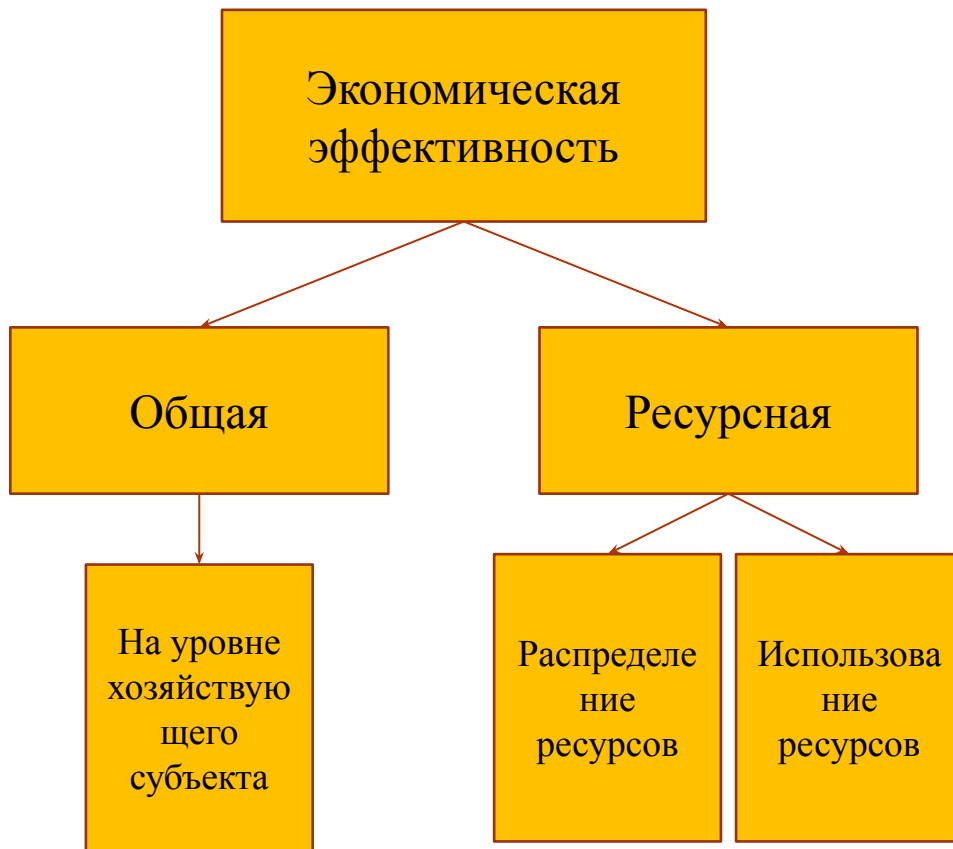 Экономическая
эффективность
Общая
Ресурсная
На уровне
хозяйствую
щего
субъекта
Распределе
ние
ресурсов
Использова
ние
ресурсов